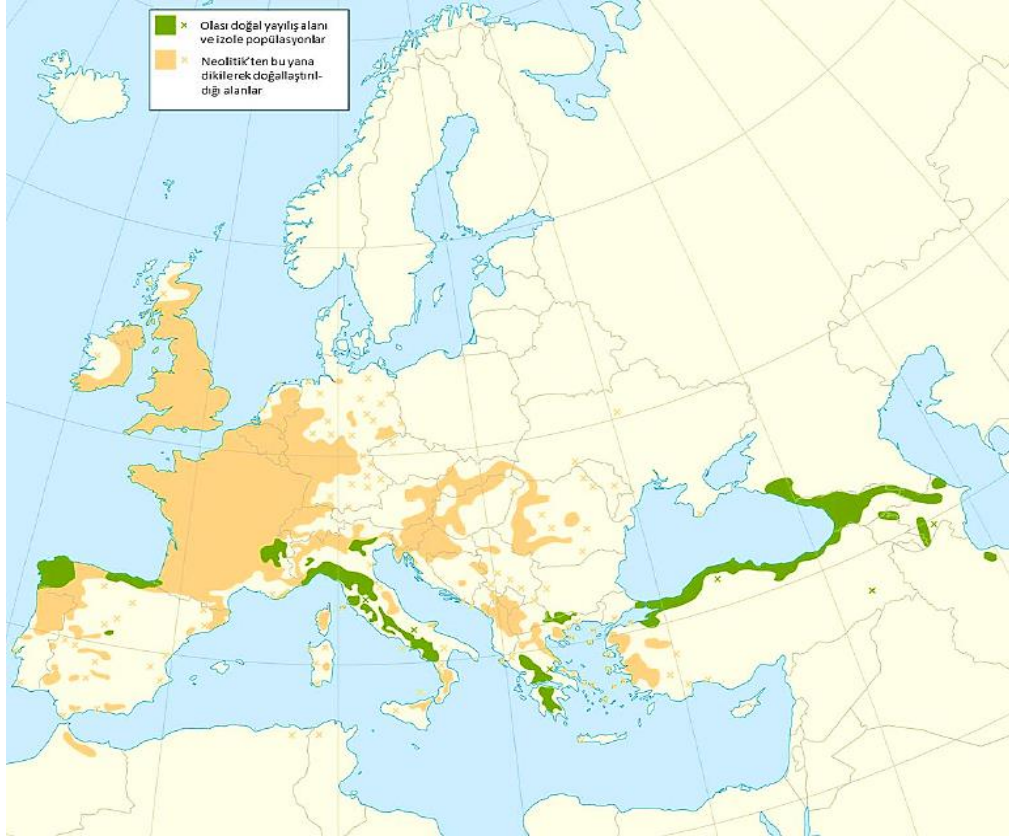 Olası doğal yayılış alanı
ve izole popülasyonlar
Neolitik'ten bu yana
dikilerek doğallaştırıl-
dığı alanlar